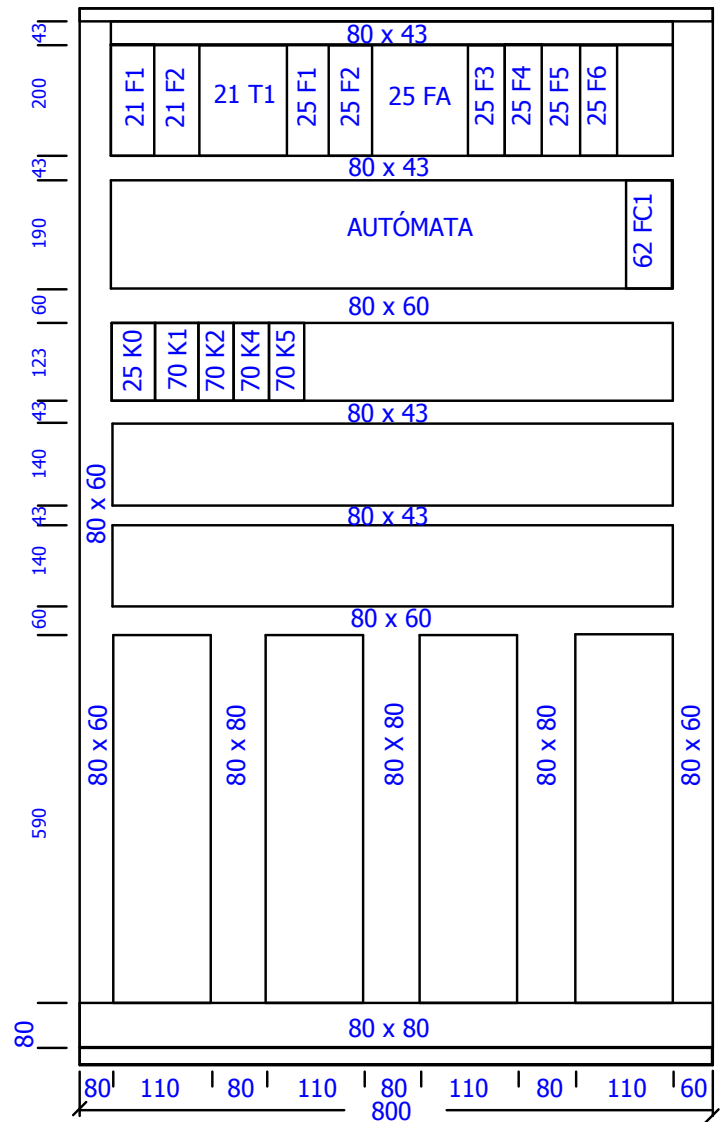 43
80 x 43
200
21 F1
21 F2
21 T1
25 F1
25 F2
25 FA
25 F3
25 F4
25 F5
25 F6
43
80 x 43
190
AUTÓMATA
62 FC1
60
80 x 60
123
25 K0
70 K1
70 K2
70 K4
70 K5
43
80 x 43
140
80 x 60
43
80 x 43
140
60
80 x 60
590
80 x 60
80 x 80
80 X 80
80 x 80
80 x 60
80
80 x 80
80 110 80 110 80 110 80 110 60
800